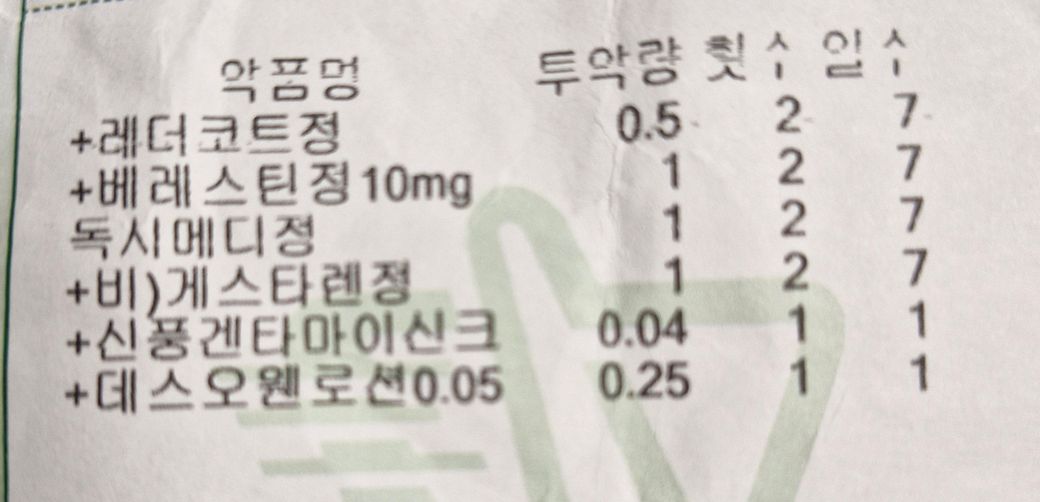 약품명 투약량 횟수 일수
+레더코트정 0.5 2 7
+베레스틴정10mg 1 2 7
독시메디정 1 2 7
+비)게스타렌정 1 2 7
+신풍겐타마이신크 0.04 1 1
+데스오웬로션0.05 0.25 1 1